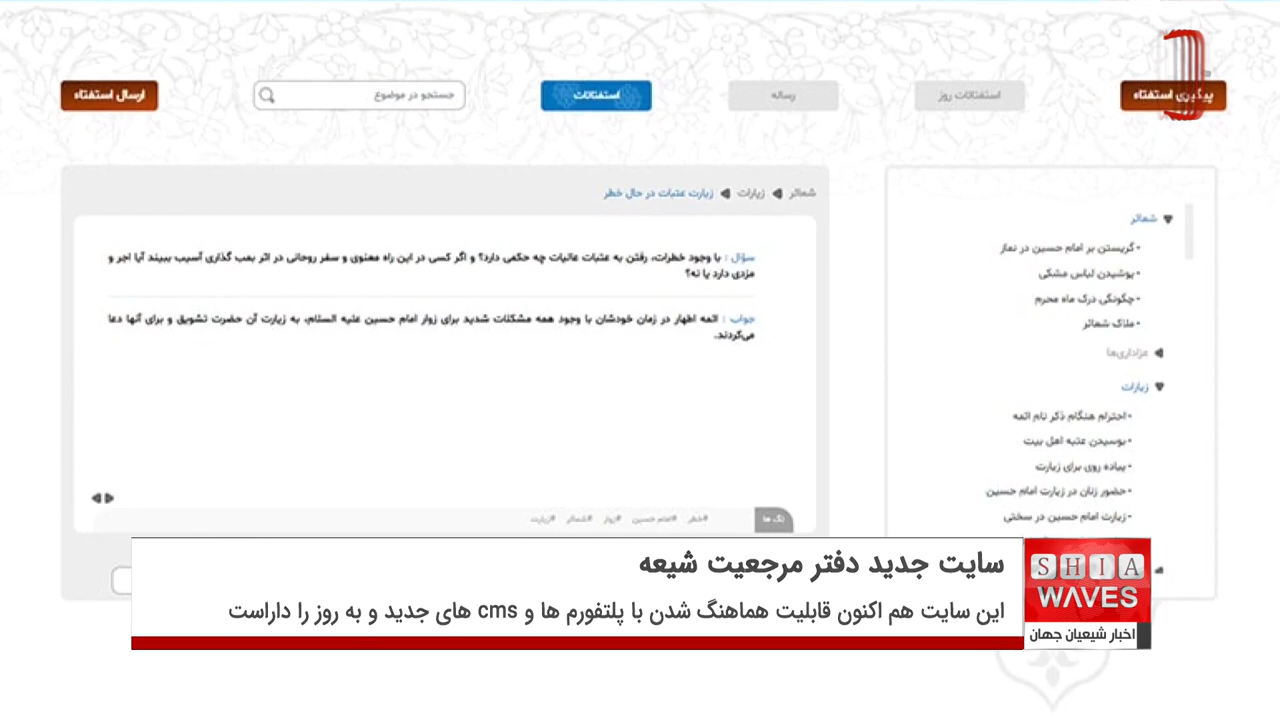 پیگیری استفتاء
استفتائات روز
رساله
استفتائات
جستجو در موضوع
ارسال استفتاء
شعائر
گریستن بر امام حسین در نماز
پوشیدن لباس مشکی
چگونگی درک ماه محرم
ملاک شعائر
عزاداری‌ها
زیارات
احترام هنگام ذکر نام ائمه
بوسیدن عتبه اهل بیت
پیاده روی برای زیارت
حضور زنان در زیارت امام حسین
زیارت امام حسین در سختی
شعائر ◀ زیارات ◀ زیارت عتبات در حال خطر
سؤال : با وجود خطرات، رفتن به عتبات عالیات چه حکمی دارد؟ و اگر کسی در این راه معنوی و سفر روحانی در اثر بمب گذاری آسیب ببیند آیا اجر و
مزدی دارد یا نه؟
جواب : ائمه اطهار در زمان خودشان با وجود همه مشکلات شدید برای زوار امام حسین علیه السلام، به زیارت آن حضرت تشویق و برای آنها دعا
می‌کردند.
تگ ها
#خطر #امام حسین #زوار #شعائر #زیارت
SHIA
WAVES
اخبار شیعیان جهان
سایت جدید دفتر مرجعیت شیعه
این سایت هم اکنون قابلیت هماهنگ شدن با پلتفورم ها و cms های جدید و به روز را داراست